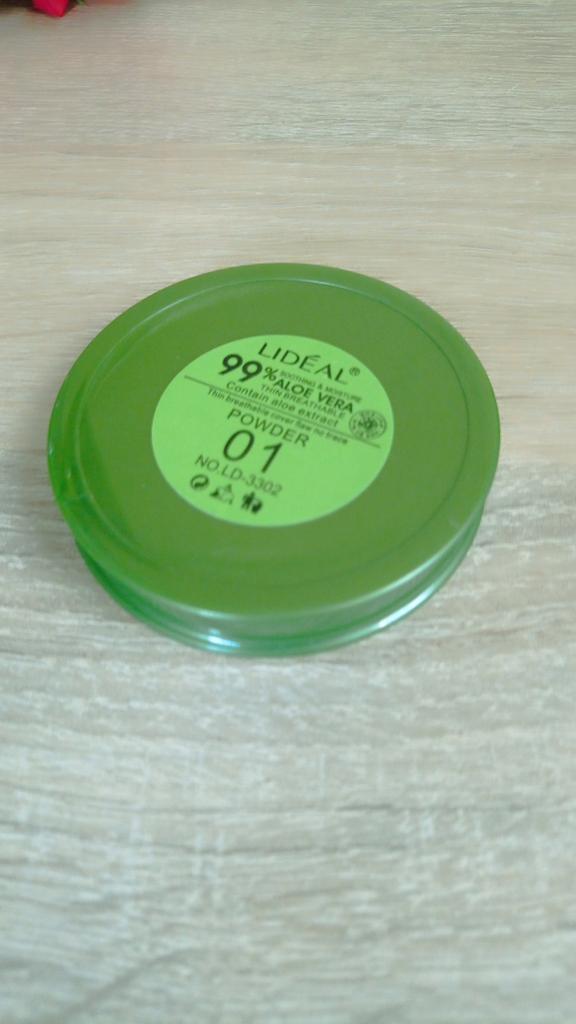 LIDÉAL®
99% SOOTHING & MOISTURE
ALOE VERA
THIN BREATHABLE
Contain aloe extract
Thin breathable cover flaw no trace
POWDER
01
NO.LD-3302